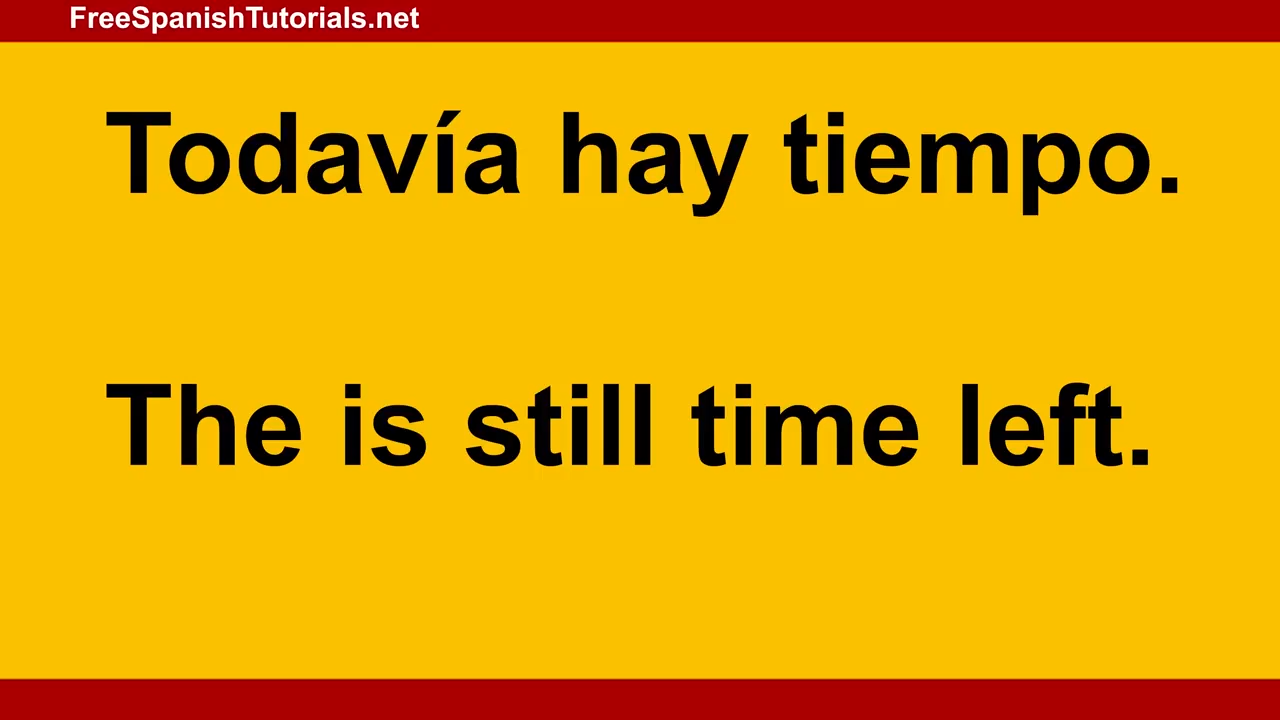 FreeSpanishTutorials.net
Todavía hay tiempo.
The is still time left.